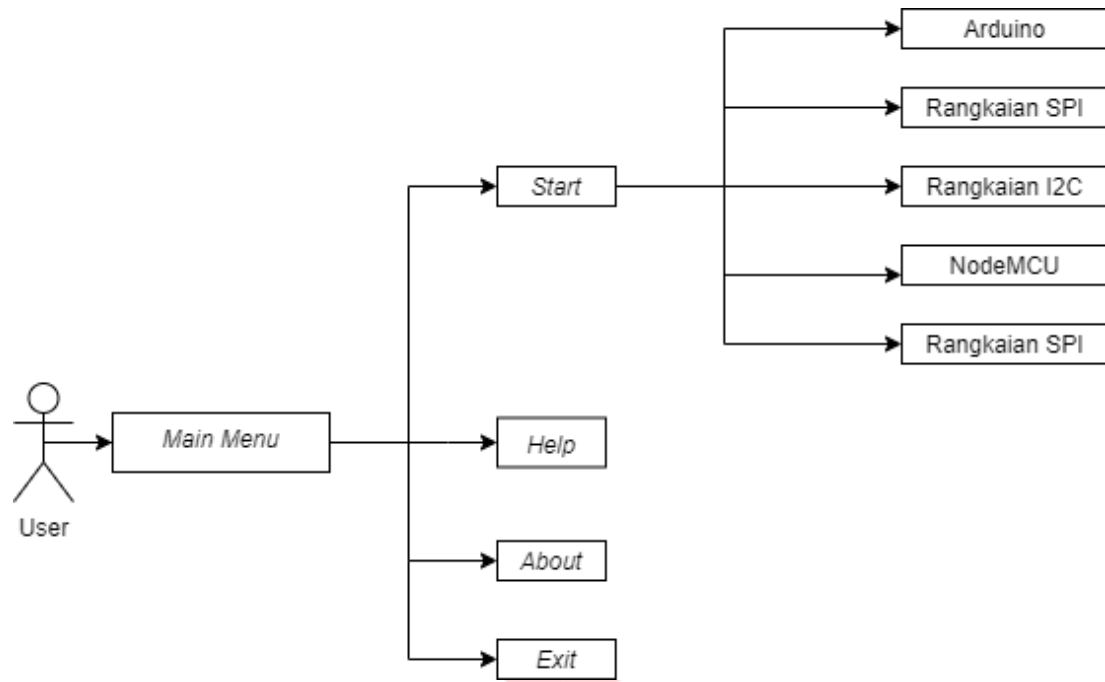 Arduino
Rangkaian SPI
Start
Rangkaian I2C
NodeMCU
Rangkaian SPI
Main Menu
Help
User
About
Exit